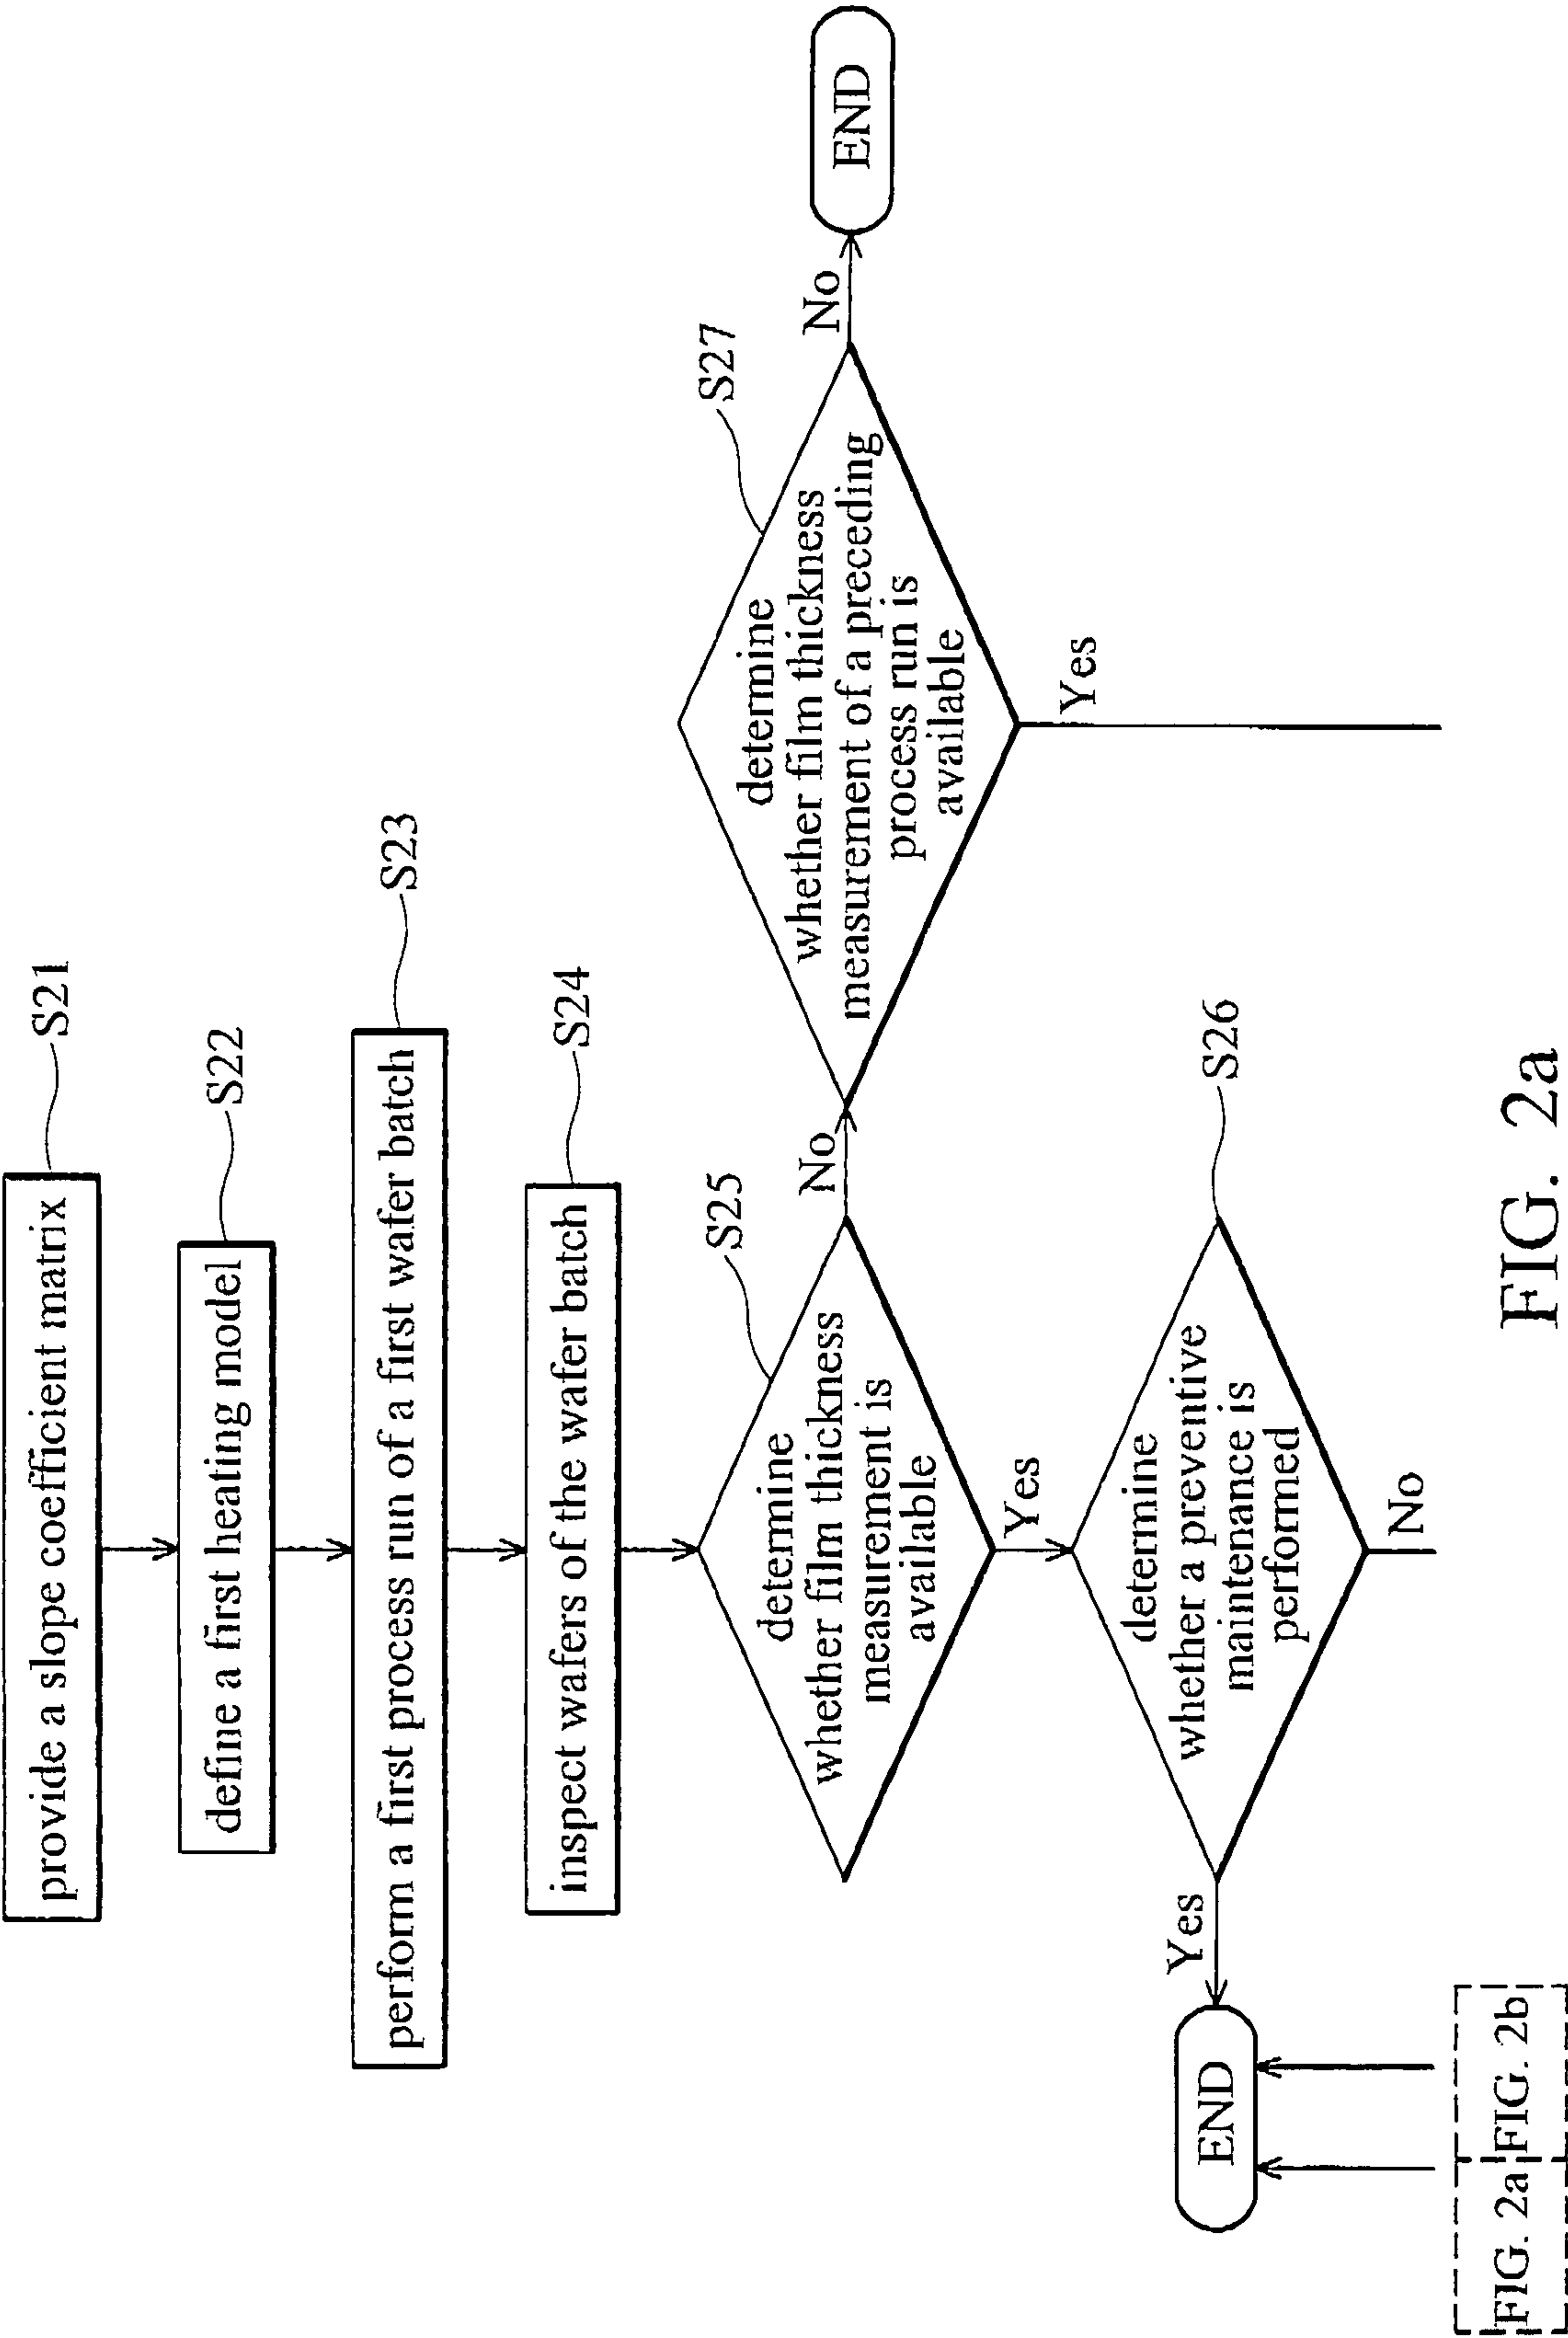 provide a slope coefficient matrix
S21
define a first heating model
S22
perform a first process run of a first wafer batch
S23
inspect wafers of the wafer batch
S24
determine
whether film thickness
measurement is
available
S25
No
Yes
determine
whether film thickness
measurement of a preceding
process run is
available
S27
No
END
Yes
determine
whether a preventive
maintenance is
performed
S26
Yes
END
No
FIG. 2a
FIG. 2b
FIG. 2a